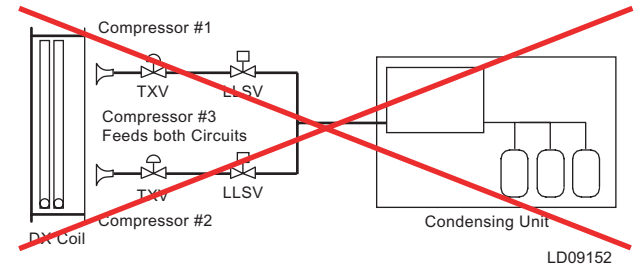 Compressor #1
TXV
LLSV
Compressor #3
Feeds both Circuits
TXV
LLSV
Compressor #2
DX Coil
Condensing Unit
LD09152